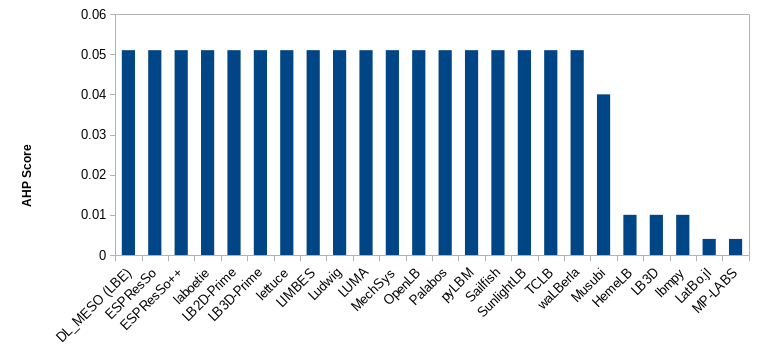 0.06
0.05
0.04
0.03
0.02
0.01
0
AHP Score
DL_MESO (LBE)
ESPResSo
ESPResSo++
laboetie
LB2D-Prime
LB3D-Prime
lettuce
LIMBES
Ludwig
LUMA
MechSys
OpenLB
Palabos
pyLBM
Sailfish
SunlightLB
TCLB
waLBerla
Musubi
HemeLB
LB3D
lbmpy
LatBo.jl
MP-LABS